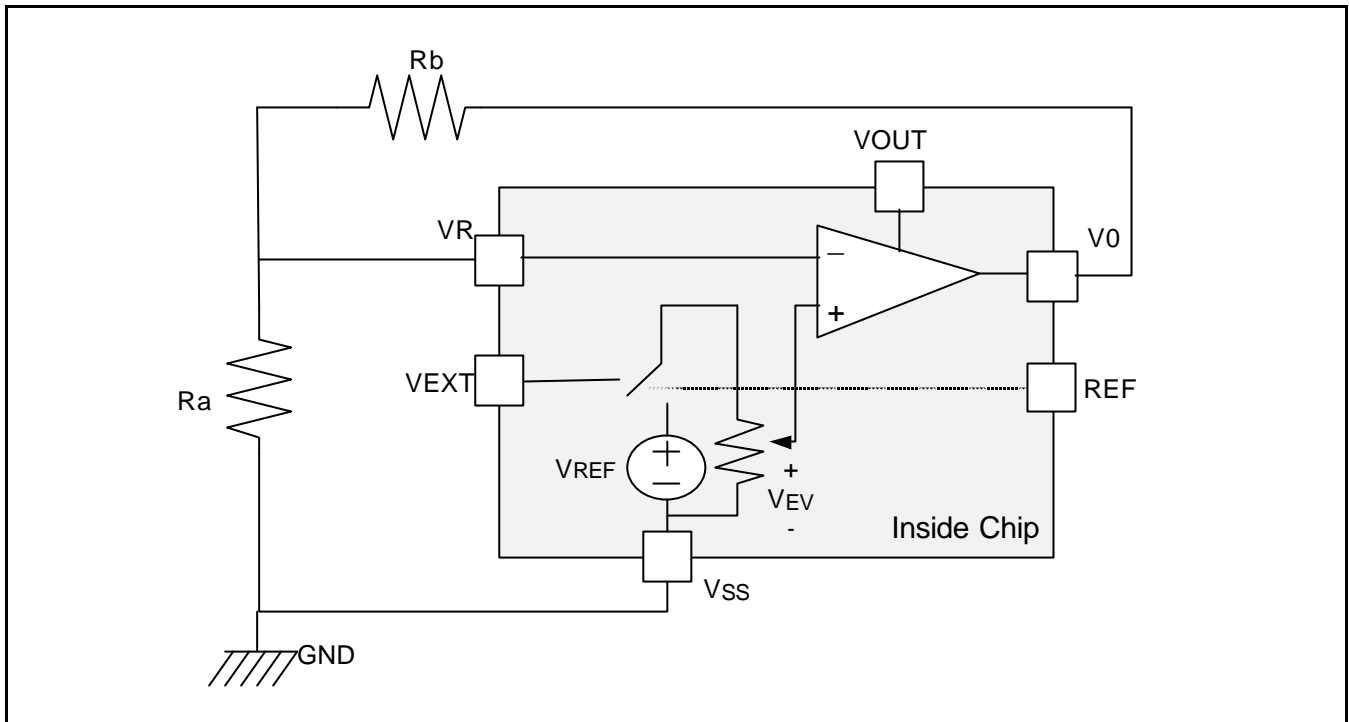 Rb
VOUT
VR
−
V0
+
VEXT
REF
Ra
+
VREF
−
+
VEV
-
Inside Chip
VSS
GND